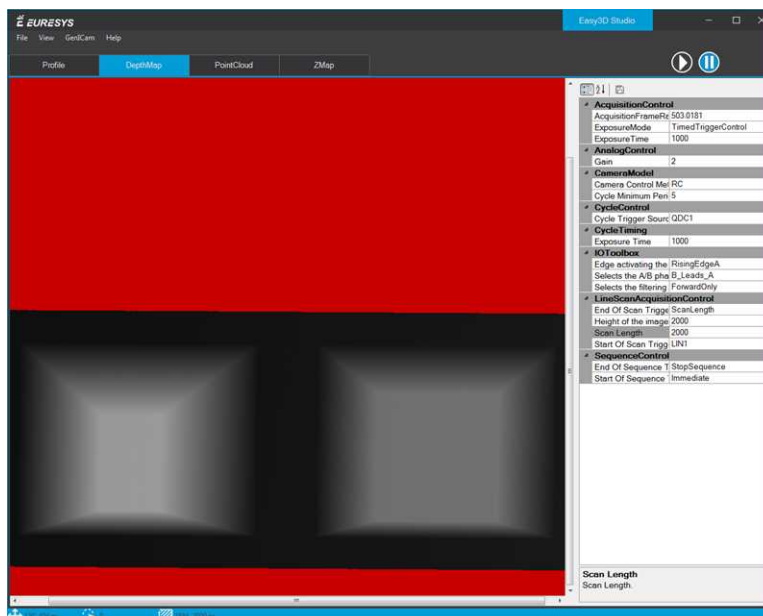 EURESYS
Easy3D Studio
File View GenICam Help
Profile DepthMap PointCloud ZMap
AcquisitionControl
AcquisitionFrameRa 503.0181
ExposureMode TimedTriggerControl
ExposureTime 1000
AnalogControl
Gain 2
CameraModel
Camera Control Met RC
Cycle Minimum Peri 5
CycleControl
Cycle Trigger Sourc QDC1
CycleTiming
Exposure Time 1000
IOToolbox
Edge activating the RisingEdgeA
Selects the A/B pha B_Leads_A
Selects the filtering ForwardOnly
LineScanAcquisitionControl
End Of Scan Trigge ScanLength
Height of the image 2000
Scan Length 2000
Start Of Scan Trigg LIN1
SequenceControl
End Of Sequence T StopSequence
Start Of Sequence Immediate
Scan Length
Scan Length.